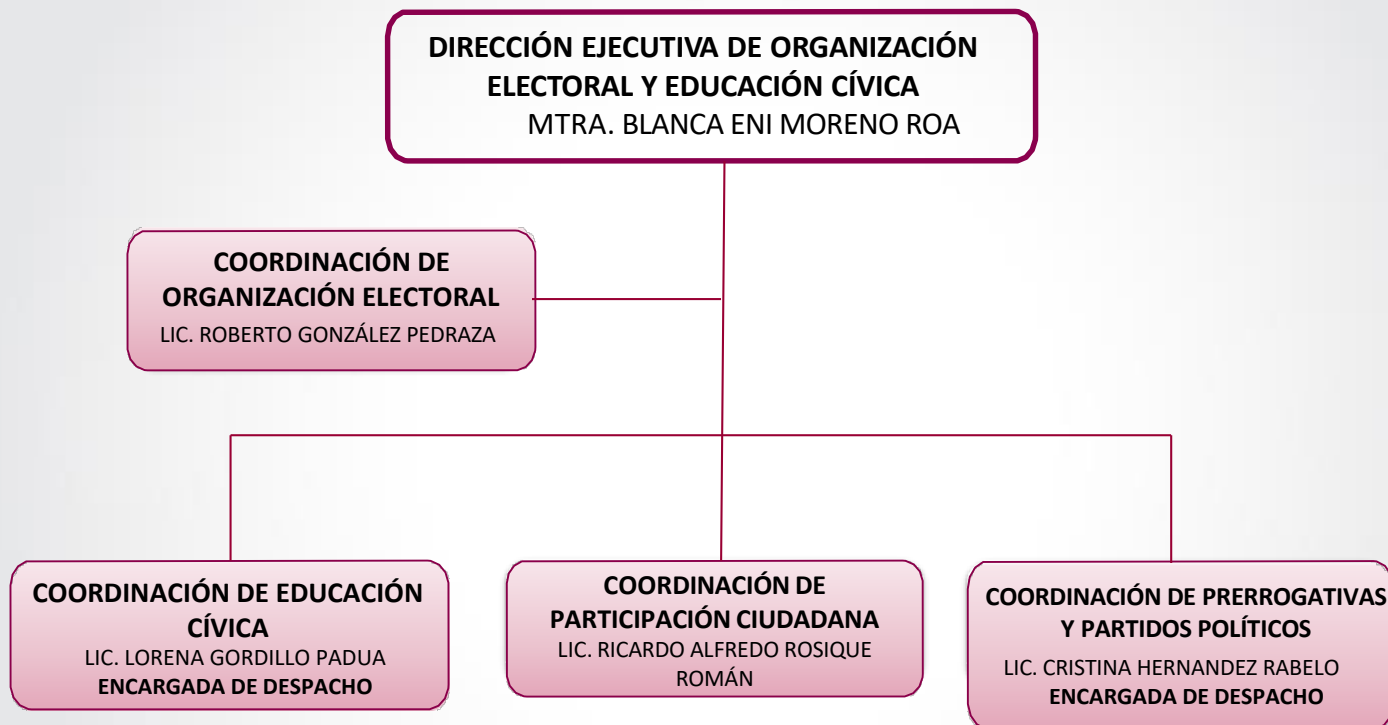 DIRECCIÓN EJECUTIVA DE ORGANIZACIÓN
ELECTORAL Y EDUCACIÓN CÍVICA
MTRA. BLANCA ENI MORENO ROA
COORDINACIÓN DE
ORGANIZACIÓN ELECTORAL
LIC. ROBERTO GONZÁLEZ PEDRAZA
COORDINACIÓN DE EDUCACIÓN
CÍVICA
LIC. LORENA GORDILLO PADUA
ENCARGADA DE DESPACHO
COORDINACIÓN DE
PARTICIPACIÓN CIUDADANA
LIC. RICARDO ALFREDO ROSIQUE
ROMÁN
COORDINACIÓN DE PRERROGATIVAS
Y PARTIDOS POLÍTICOS
LIC. CRISTINA HERNANDEZ RABELO
ENCARGADA DE DESPACHO